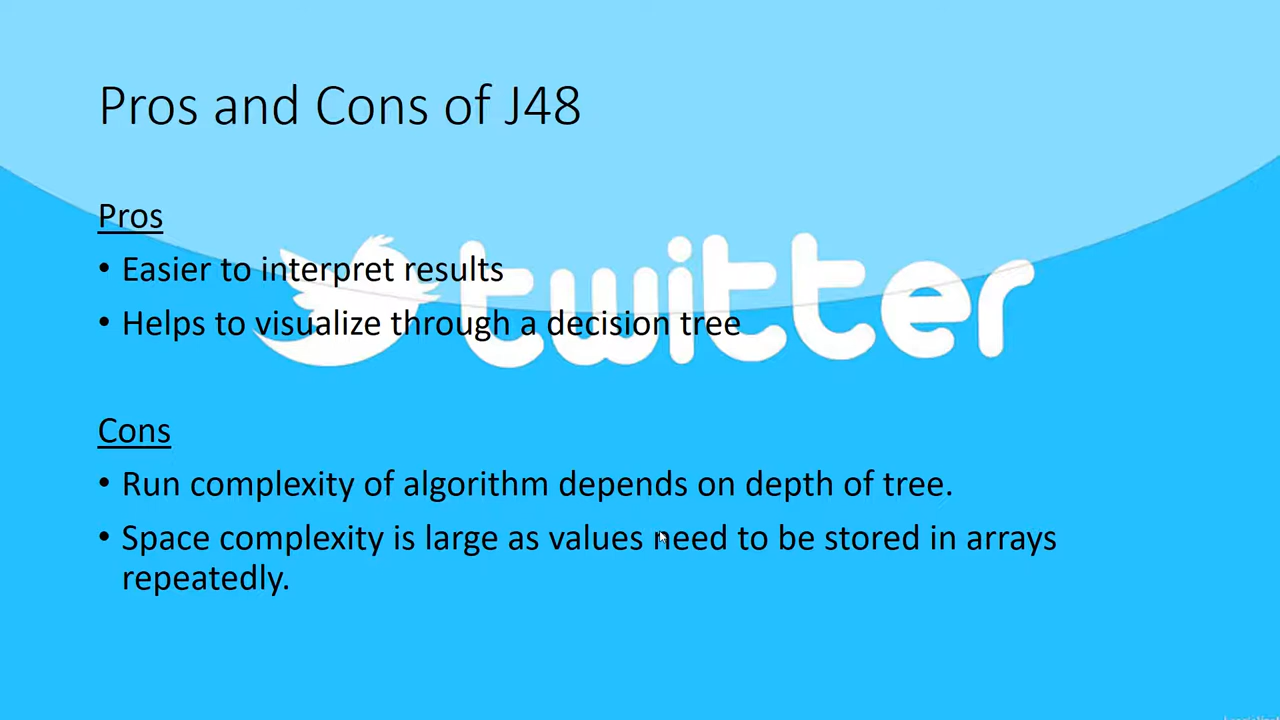 Pros and Cons of J48
Pros
• Easier to interpret results
• Helps to visualize through a decision tree
twitter
Cons
• Run complexity of algorithm depends on depth of tree.
• Space complexity is large as values need to be stored in arrays
repeatedly.